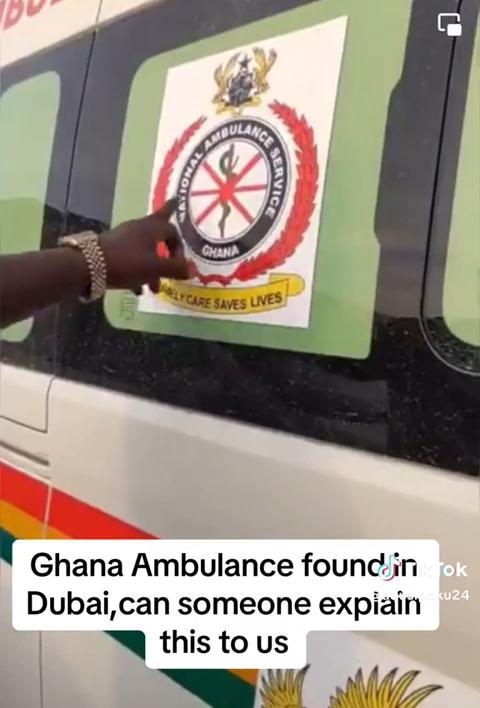 NATIONAL AMBULANCE SERVICE
GHANA
CARE SAVES LIVES
Ghana Ambulance found in
Dubai,can someone explain
this to us
TikTok